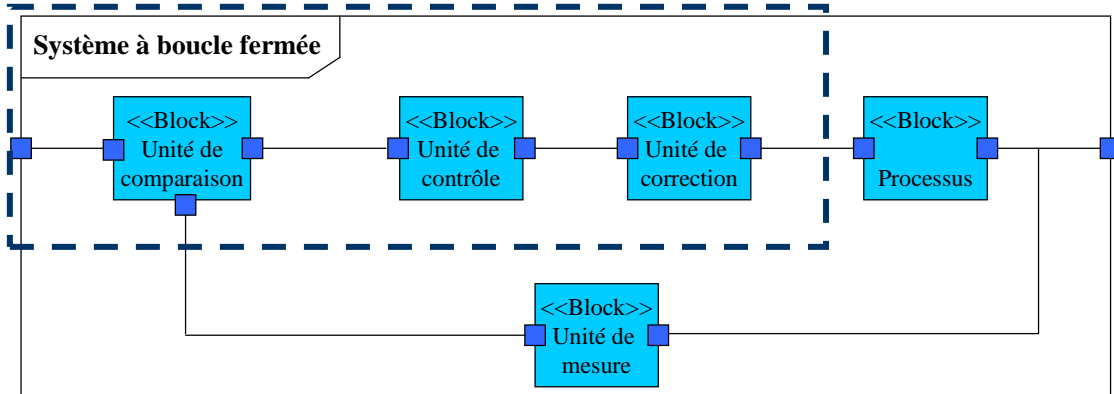 Système à boucle fermée
<<Block>>
Unité de
comparaison
<<Block>>
Unité de
contrôle
<<Block>>
Unité de
correction
<<Block>>
Processus
<<Block>>
Unité de
mesure